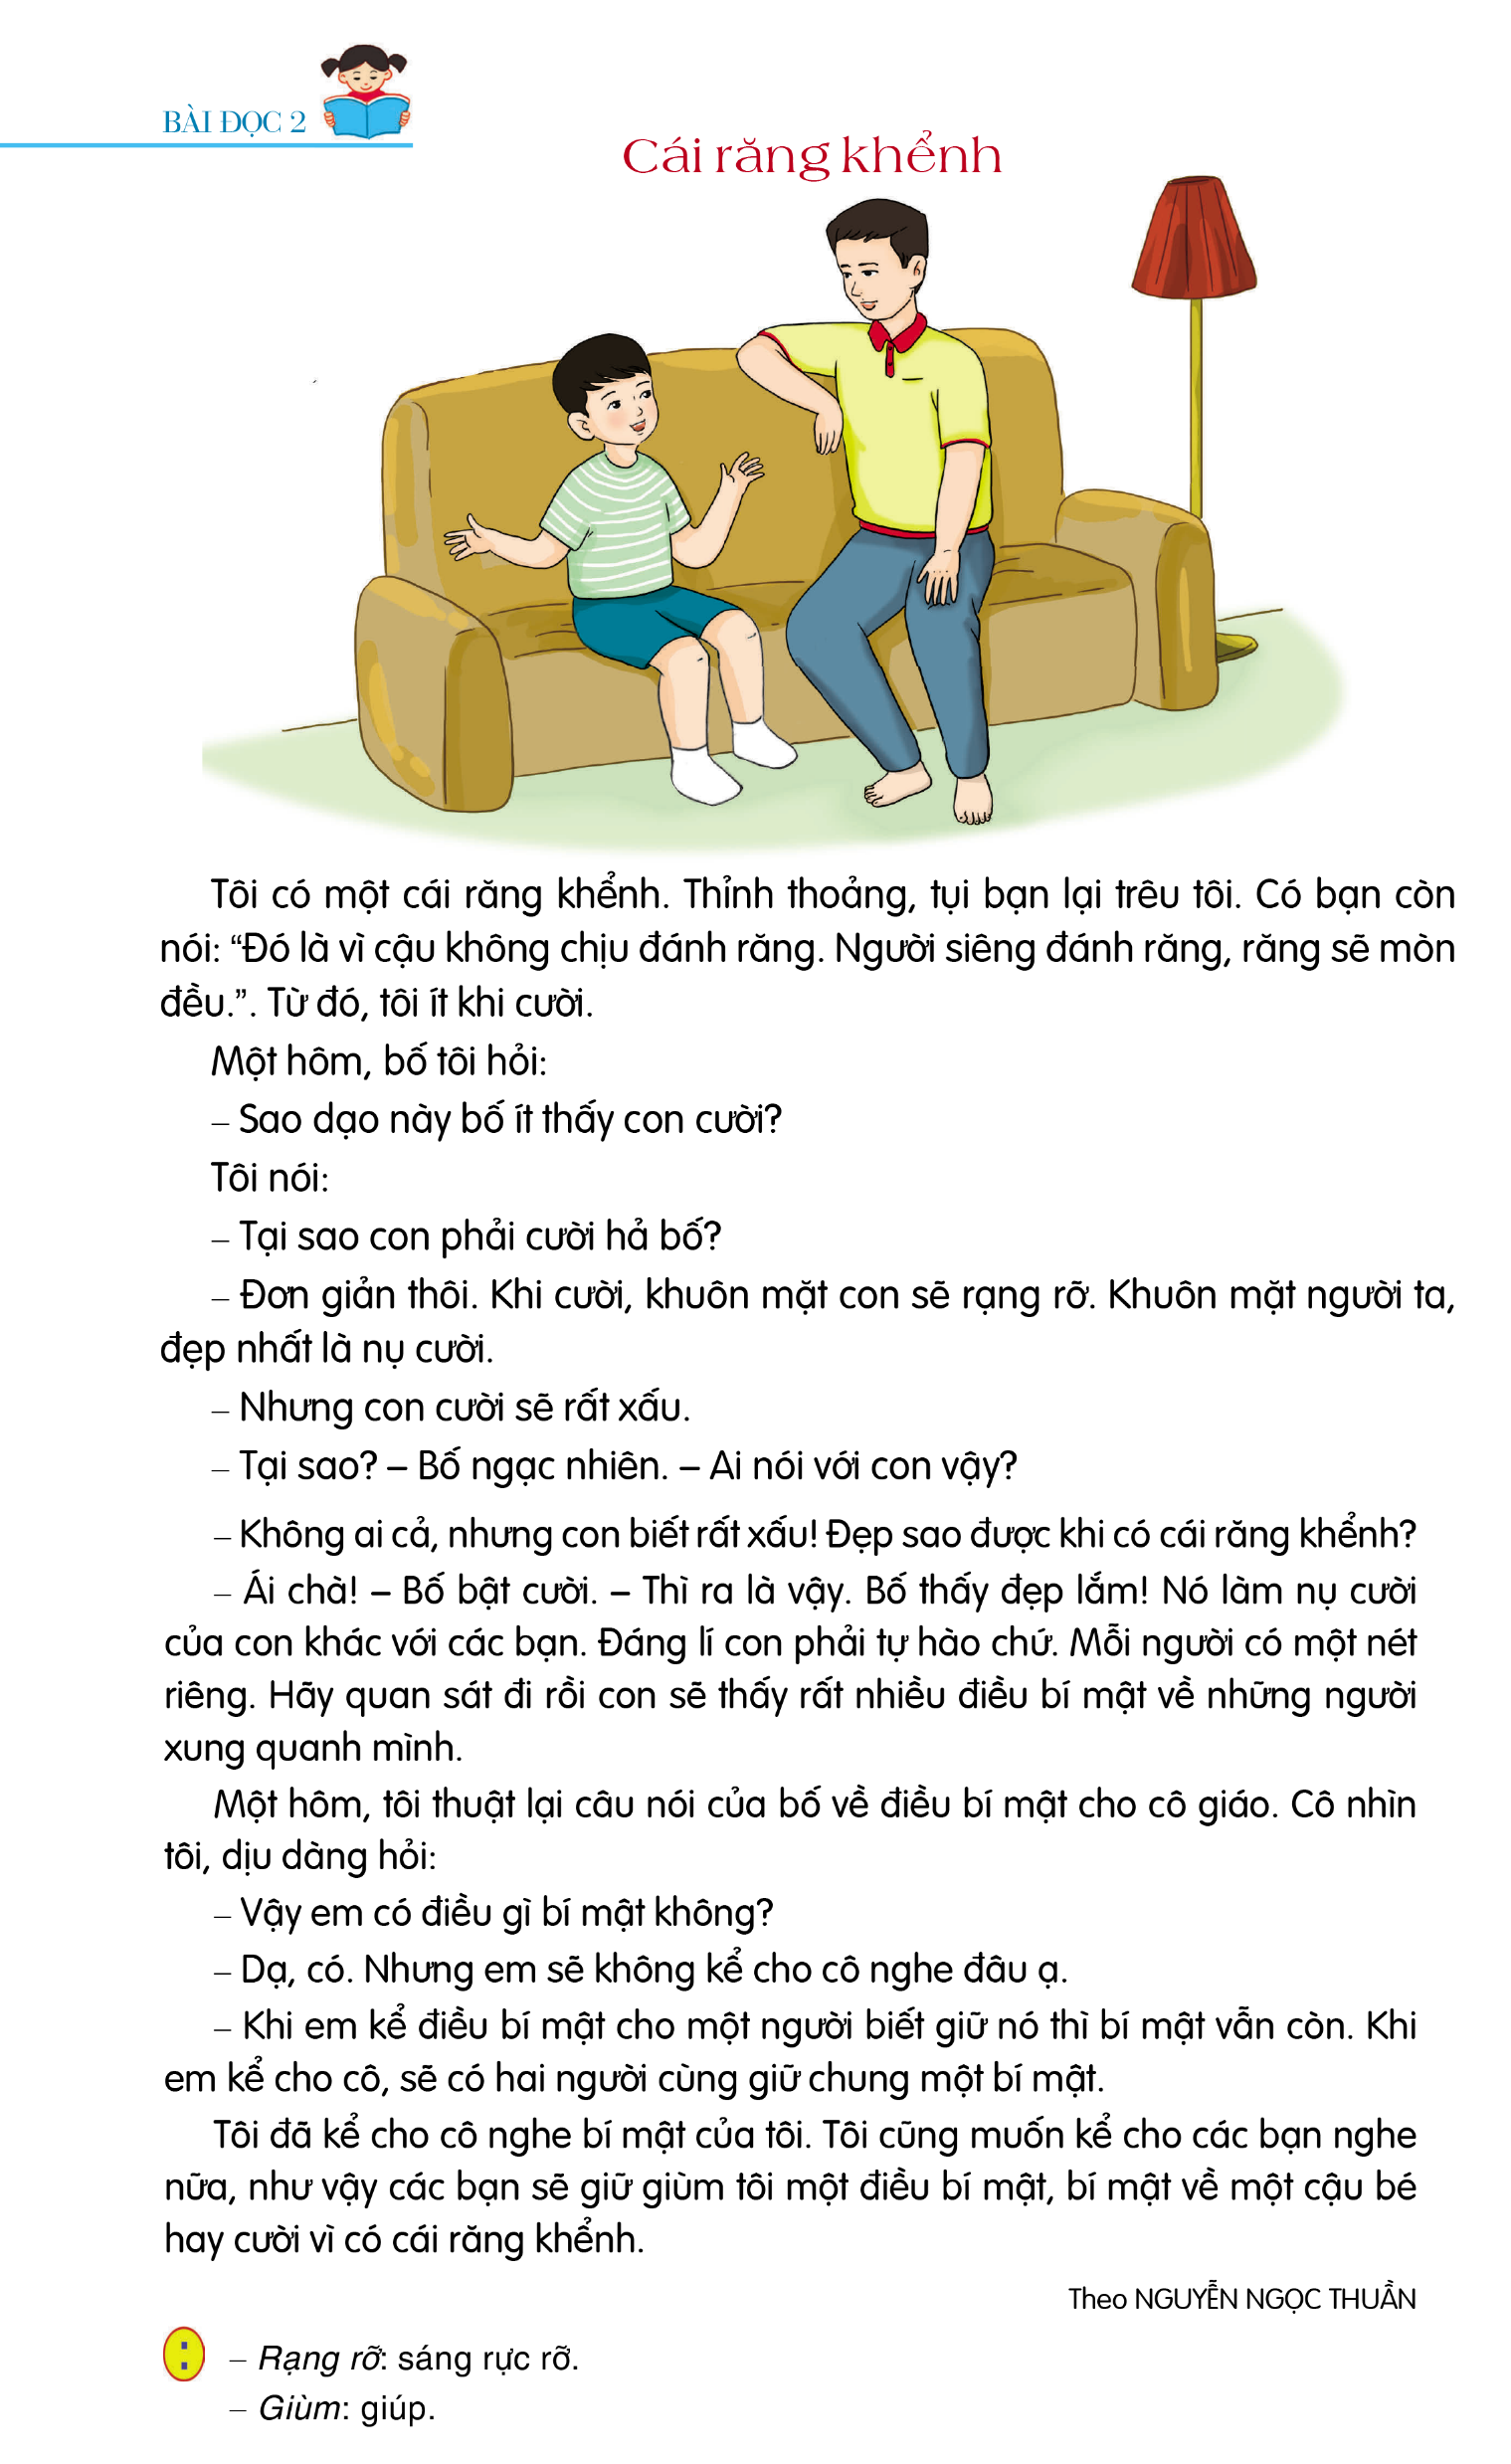 BÀI ĐỌC 2
Cái răng khểnh
Tôi có một cái răng khểnh. Thỉnh thoảng, tụi bạn lại trêu tôi. Có bạn còn
nói: “Đó là vì cậu không chịu đánh răng. Người siêng đánh răng, răng sẽ mòn
đều.”. Từ đó, tôi ít khi cười.
Một hôm, bố tôi hỏi:
– Sao dạo này bố ít thấy con cười?
Tôi nói:
– Tại sao con phải cười hả bố?
– Đơn giản thôi. Khi cười, khuôn mặt con sẽ rạng rỡ. Khuôn mặt người ta,
đẹp nhất là nụ cười.
– Nhưng con cười sẽ rất xấu.
– Tại sao? – Bố ngạc nhiên. – Ai nói với con vậy?
– Không ai cả, nhưng con biết rất xấu! Đẹp sao được khi có cái răng khểnh?
– Ái chà! – Bố bật cười. – Thì ra là vậy. Bố thấy đẹp lắm! Nó làm nụ cười
của con khác với các bạn. Đáng lí con phải tự hào chứ. Mỗi người có một nét
riêng. Hãy quan sát đi rồi con sẽ thấy rất nhiều điều bí mật về những người
xung quanh mình.
Một hôm, tôi thuật lại câu nói của bố về điều bí mật cho cô giáo. Cô nhìn
tôi, dịu dàng hỏi:
– Vậy em có điều gì bí mật không?
– Dạ, có. Nhưng em sẽ không kể cho cô nghe đâu ạ.
– Khi em kể điều bí mật cho một người biết giữ nó thì bí mật vẫn còn. Khi
em kể cho cô, sẽ có hai người cùng giữ chung một bí mật.
Tôi đã kể cho cô nghe bí mật của tôi. Tôi cũng muốn kể cho các bạn nghe
nữa, như vậy các bạn sẽ giữ giùm tôi một điều bí mật, bí mật về một cậu bé
hay cười vì có cái răng khểnh.
Theo NGUYỄN NGỌC THUẦN
– Rạng rỡ: sáng rực rỡ.
– Giùm: giúp.